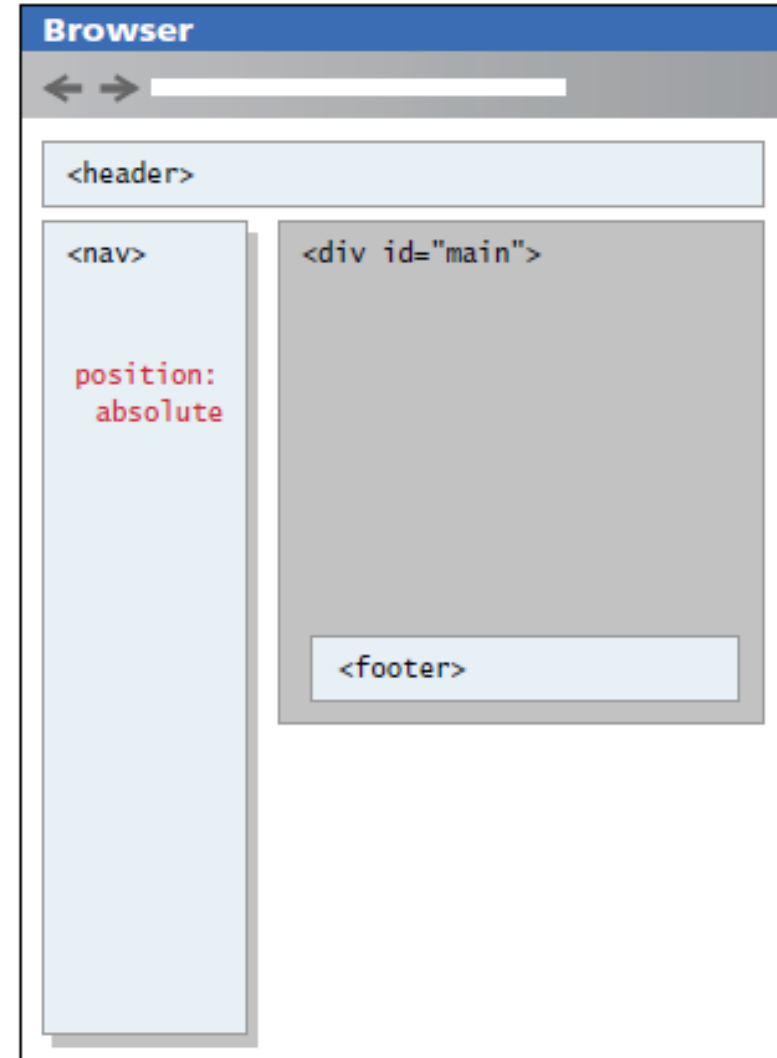 Browser
<header>
<nav>
<div id="main">
position:
absolute
<footer>